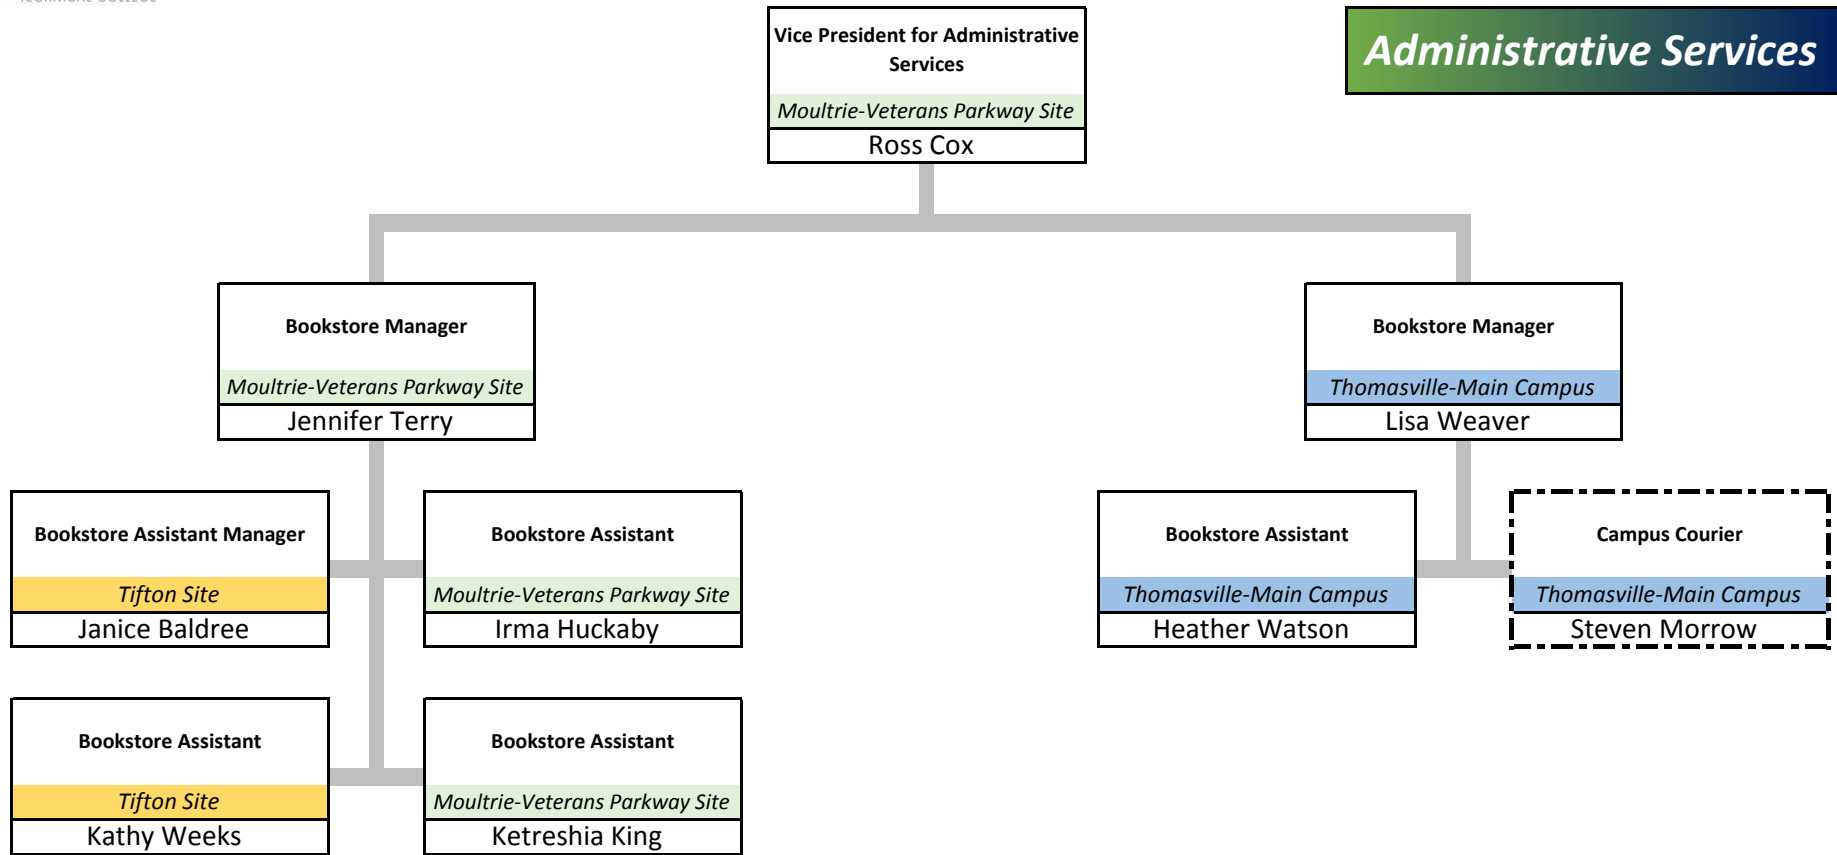 TECHNICAL COLLEGE
Administrative Services
Vice President for Administrative
Services
Moultrie-Veterans Parkway Site
Ross Cox
Bookstore Manager
Moultrie-Veterans Parkway Site
Jennifer Terry
Bookstore Manager
Thomasville-Main Campus
Lisa Weaver
Bookstore Assistant Manager
Tifton Site
Janice Baldree
Bookstore Assistant
Moultrie-Veterans Parkway Site
Irma Huckaby
Bookstore Assistant
Thomasville-Main Campus
Heather Watson
Campus Courier
Thomasville-Main Campus
Steven Morrow
Bookstore Assistant
Tifton Site
Kathy Weeks
Bookstore Assistant
Moultrie-Veterans Parkway Site
Ketreshia King